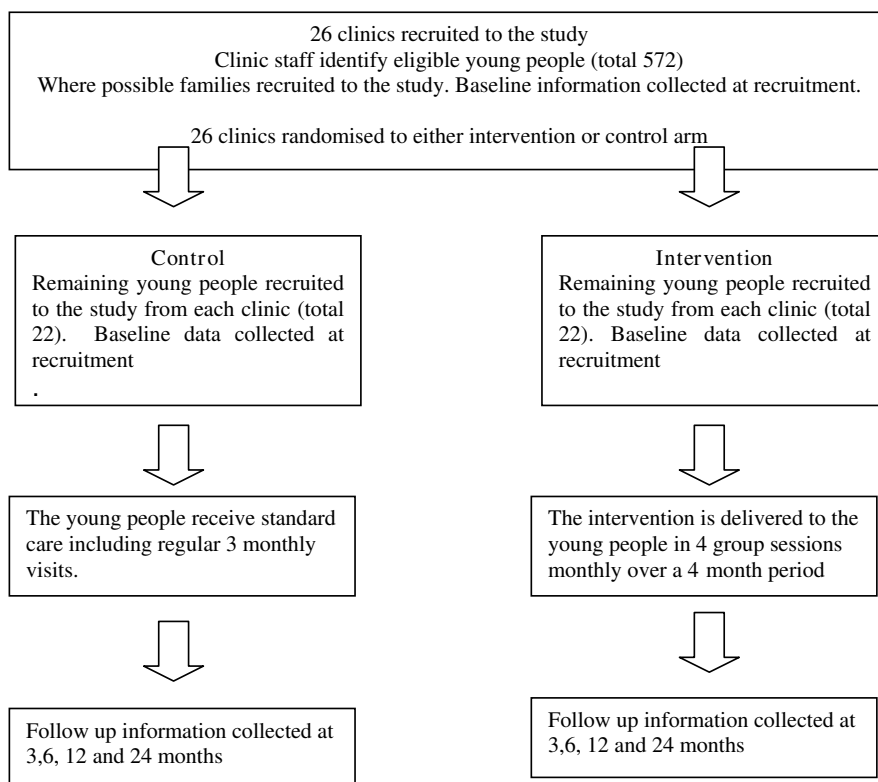 26 clinics recruited to the study
Clinic staff identify eligible young people (total 572)
Where possible families recruited to the study. Baseline information collected at recruitment.
26 clinics randomised to either intervention or control arm
Control
Remaining young people recruited
to the study from each clinic (total
22). Baseline data collected at
recruitment
.
Intervention
Remaining young people recruited
to the study from each clinic (total
22). Baseline data collected at
recruitment
The young people receive standard
care including regular 3 monthly
visits.
The intervention is delivered to the
young people in 4 group sessions
monthly over a 4 month period
Follow up information collected at
3,6, 12 and 24 months
Follow up information collected at
3,6, 12 and 24 months